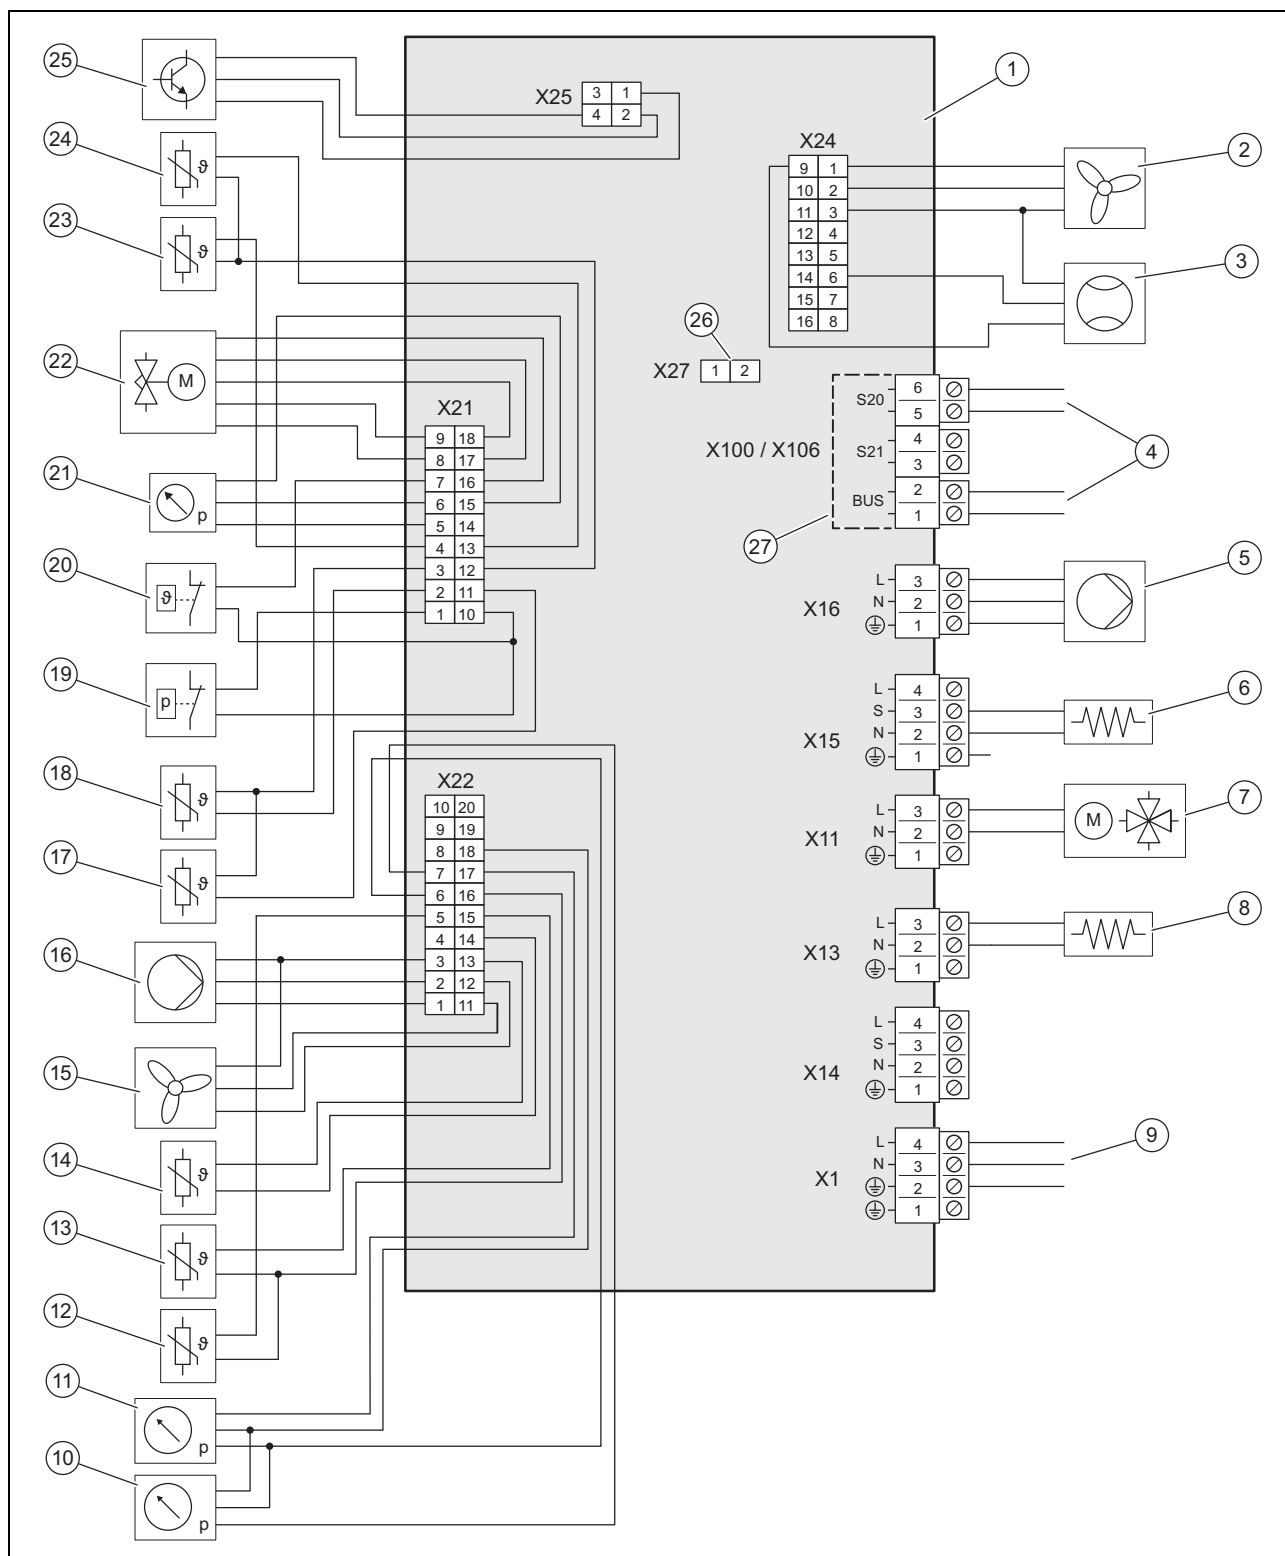 25
1
X25
3 1
4 2
24
X24
2
9 1
10 2
11 3
12 4
13 5
14 6
15 7
16 8
ϑ
23
ϑ
3
26
X27
1 2
22
M
X21
9 18
8 17
7 16
6 15
5 14
4 13
3 12
2 11
1 10
X100 / X106
S20
6
5
S21
4
3
BUS
2
1
4
21
p
27
20
ϑ
5
X16
L 3
N 2
1
19
p
6
X15
L 4
S 3
N 2
1
18
ϑ
X22
10 20
9 19
8 18
7 17
6 16
5 15
4 14
3 13
2 12
1 11
7
M
X11
L 3
N 2
1
17
ϑ
8
X13
L 3
N 2
1
16
15
X14
L 4
S 3
N 2
1
14
ϑ
9
X1
L 4
N 3
2
1
13
ϑ
12
ϑ
11
p
10
p